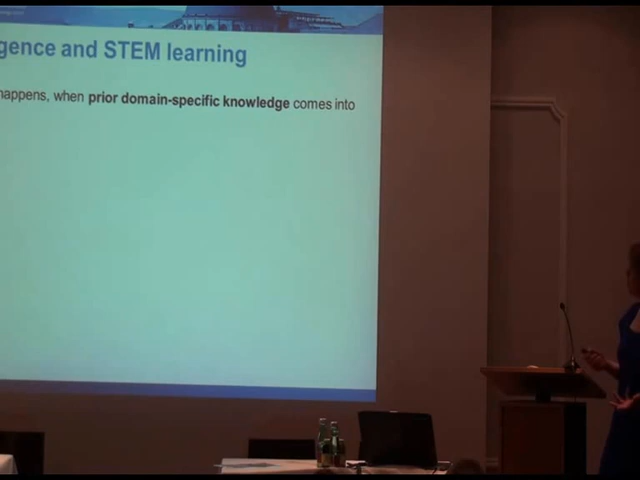 gence and STEM learning
happens, when prior domain-specific knowledge comes into